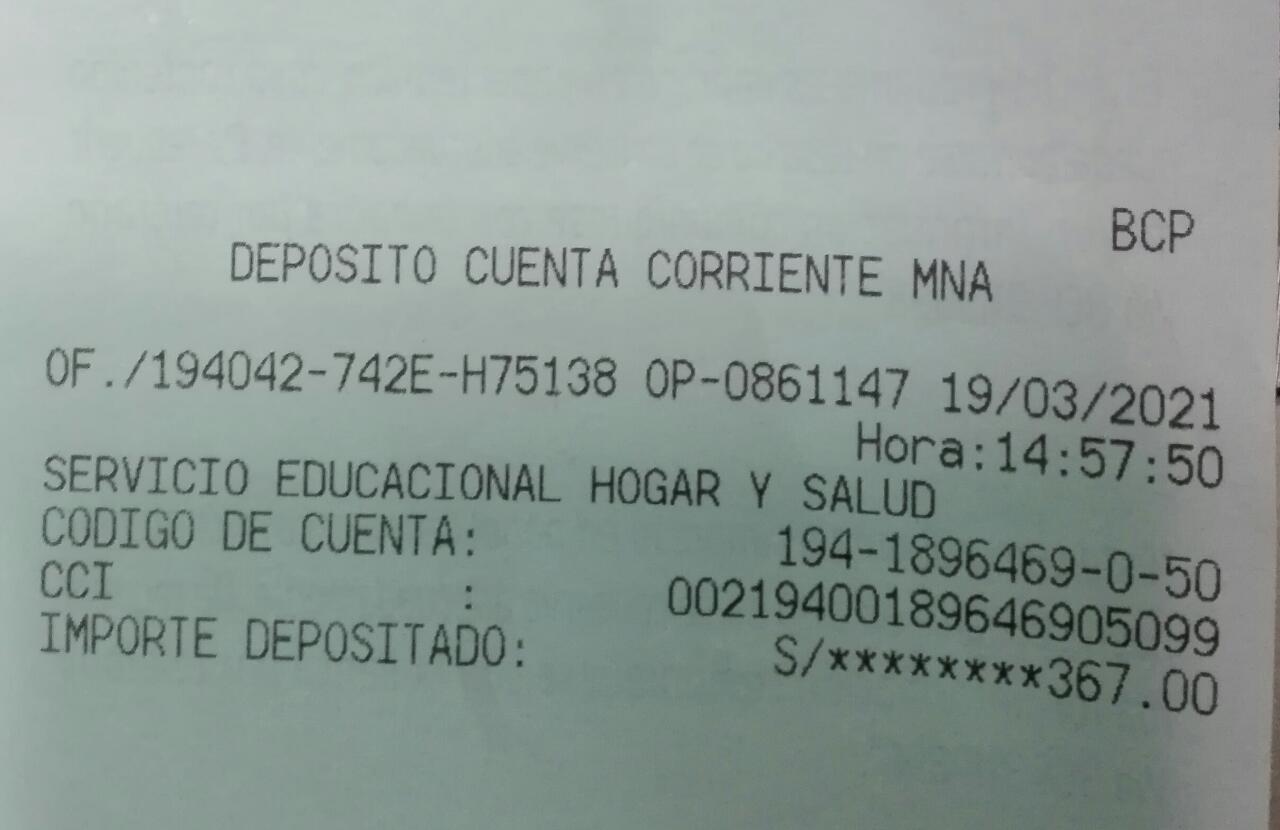 BCP
DEPOSITO CUENTA CORRIENTE MNA
OF./194042-742E-H75138 OP-0861147 19/03/2021
Hora:14:57:50
SERVICIO EDUCACIONAL HOGAR Y SALUD
CODIGO DE CUENTA: 194-1896469-0-50
CCI : 00219400189646905099
IMPORTE DEPOSITADO: S/********367.00